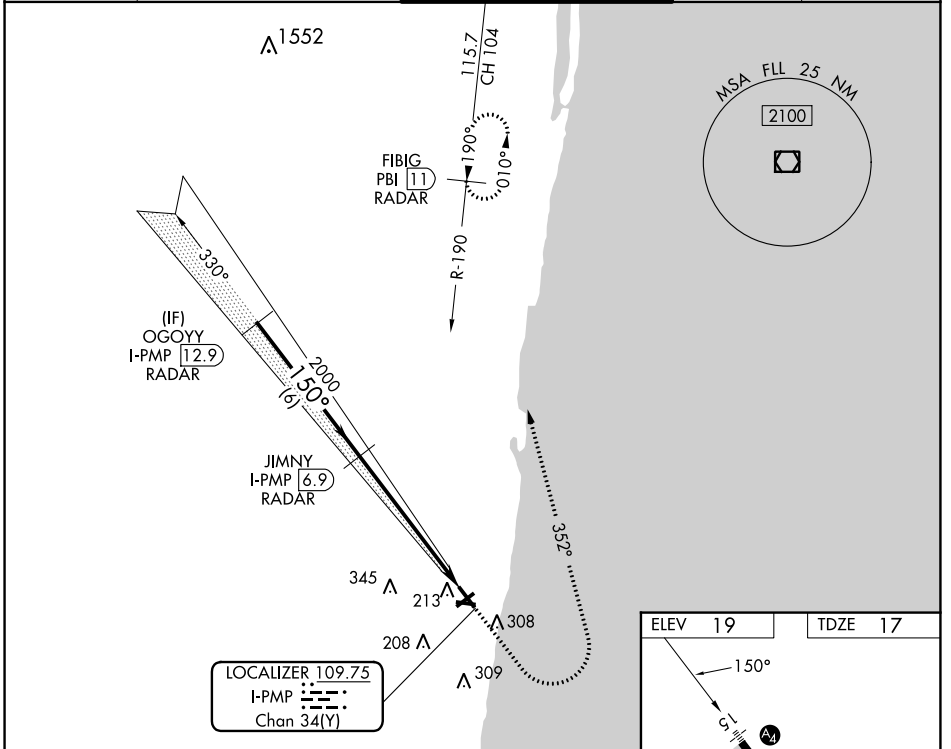 1552
115.7
CH 104
190°
010°
FIBIG
PBI 11
RADAR
R-190
MSA FLL 25 NM
2100
330°
(IF)
OGOYY
I-PMP 12.9
RADAR
2000
150°
(6)
JIMNY
I-PMP 6.9
RADAR
352°
345
213
308
208
309
LOCALIZER 109.75
I-PMP
Chan 34(Y)
ELEV 19
TDZE 17
150°
15
A4